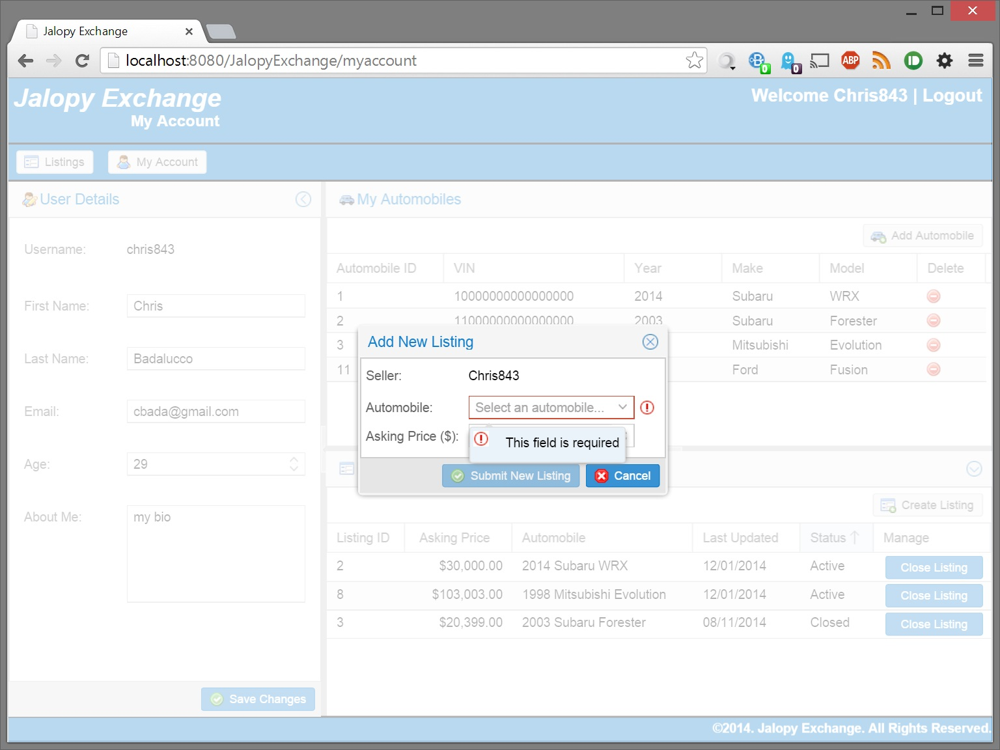 Jalopy Exchange
localhost:8080/JalopyExchange/myaccount
0
0
ABP
Jalopy Exchange
My Account
Welcome Chris843 | Logout
Listings
My Account
User Details
Username: chris843
First Name: Chris
Last Name: Badalucco
Email: cbada@gmail.com
Age: 29
About Me: my bio
Save Changes
My Automobiles
Add Automobile
Automobile ID VIN Year Make Model Delete
1 10000000000000000 2014 Subaru WRX
2 11000000000000000 2003 Subaru Forester
3 Mitsubishi Evolution
11 Ford Fusion
Add New Listing
Seller: Chris843
Automobile: Select an automobile...
Asking Price ($):
This field is required
Submit New Listing
Cancel
Create Listing
Listing ID Asking Price Automobile Last Updated Status Manage
2 $30,000.00 2014 Subaru WRX 12/01/2014 Active Close Listing
8 $103,003.00 1998 Mitsubishi Evolution 12/01/2014 Active Close Listing
3 $20,399.00 2003 Subaru Forester 08/11/2014 Closed Close Listing
©2014. Jalopy Exchange. All Rights Reserved.